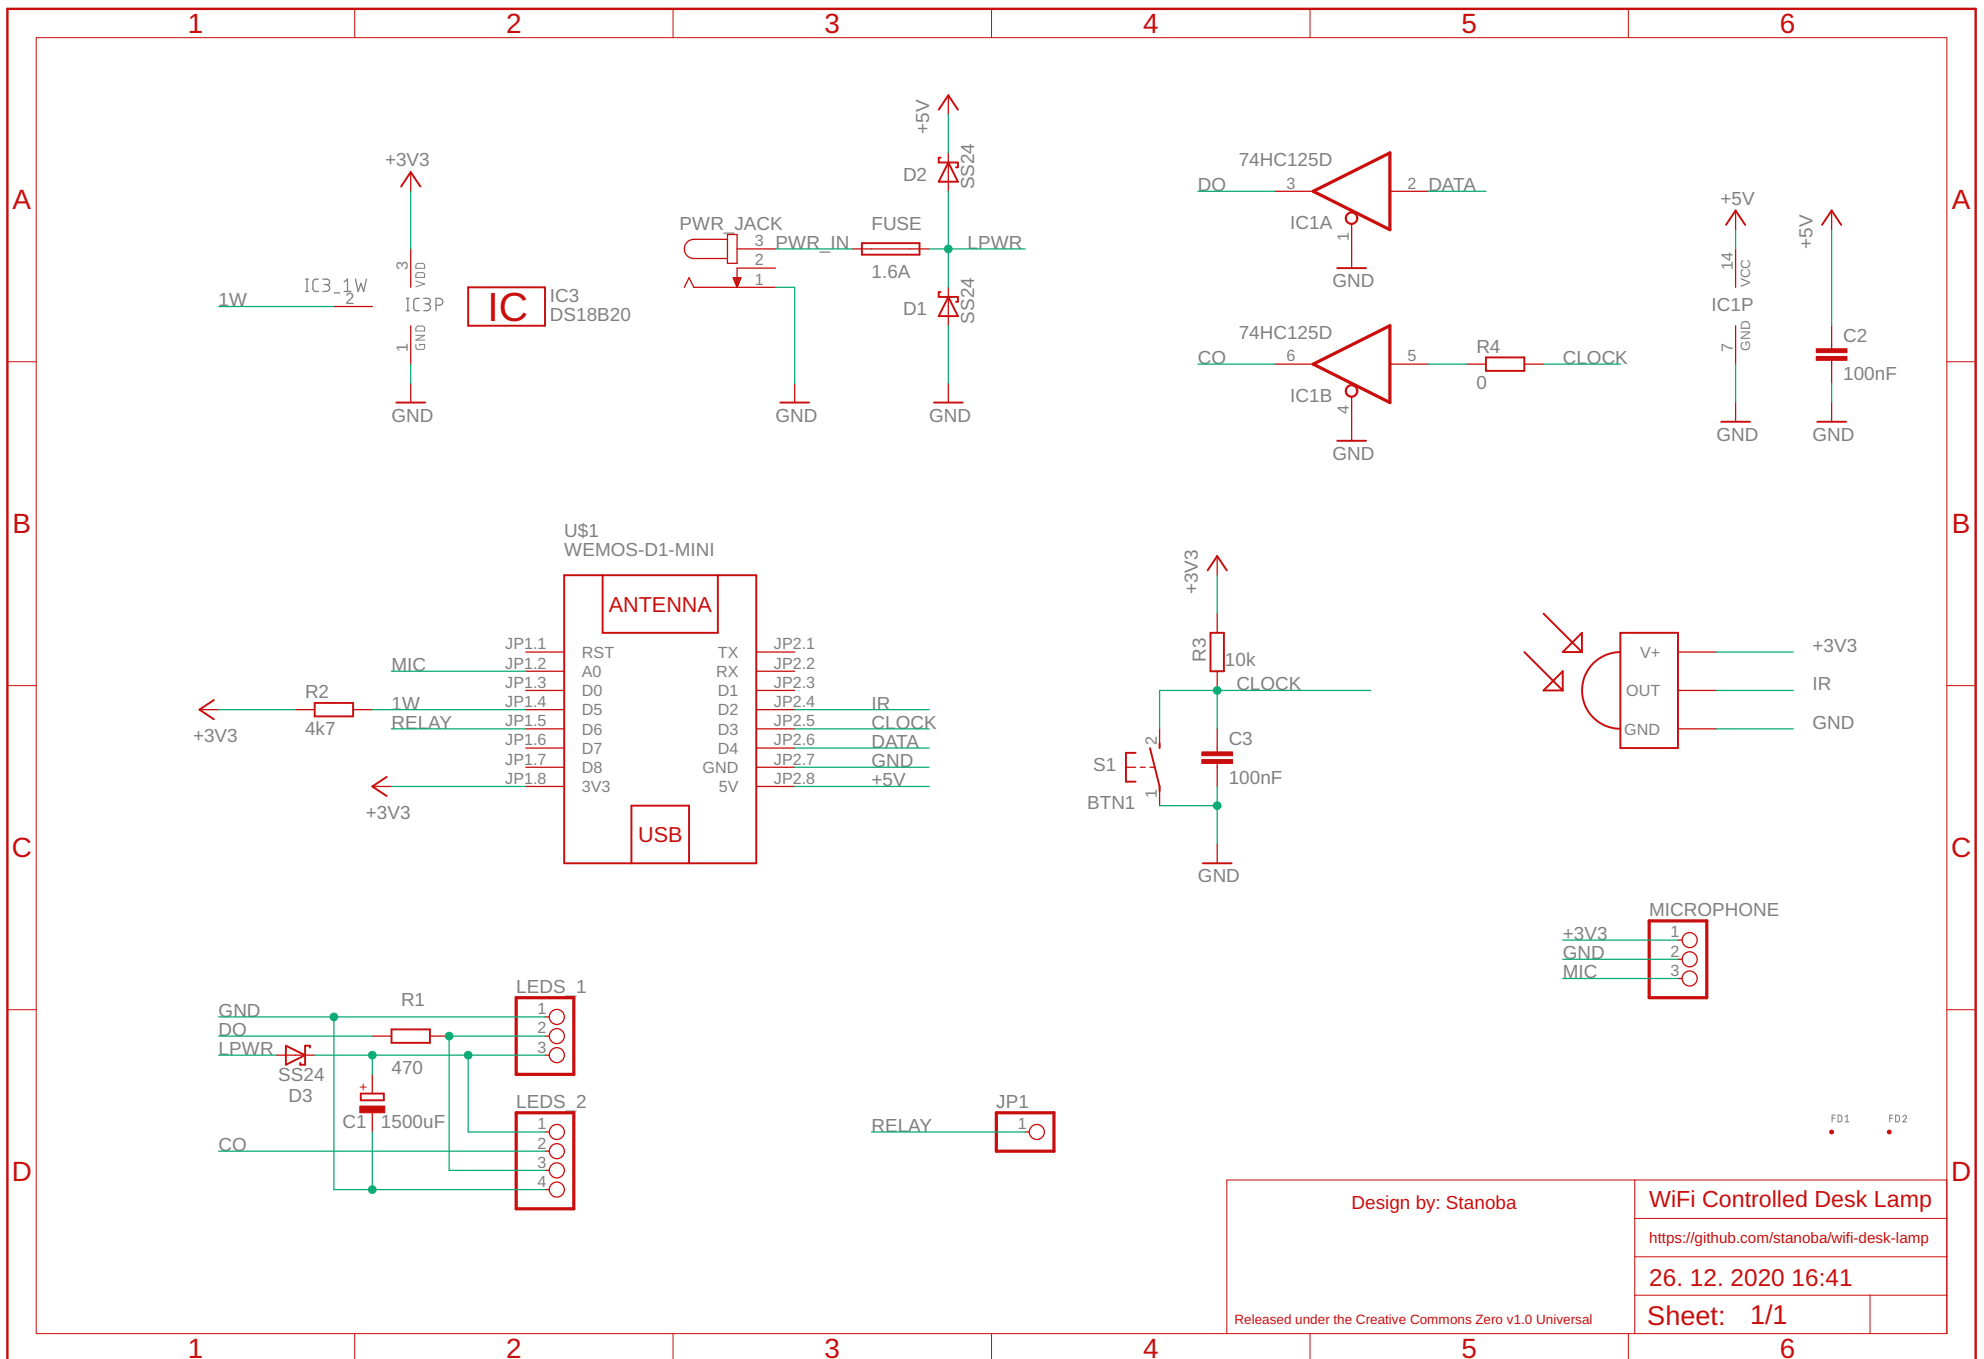 1 2 3 4 5 6
A
A
+3V3
3
VDD
IC3_1W
2
1W
IC3P
1
GND
GND
IC
IC3
DS18B20
PWR_JACK
3
2
1
PWR_IN
FUSE
1.6A
GND
+5V
D2
SS24
LPWR
D1
SS24
GND
74HC125D
DO
3
2
DATA
IC1A
1
GND
74HC125D
CO
6
5
R4
0
CLOCK
IC1B
4
GND
+5V
14
VCC
IC1P
7
GND
GND
+5V
C2
100nF
GND
B
B
U$1
WEMOS-D1-MINI
ANTENNA
JP1.1 RST TX JP2.1
MIC JP1.2 A0 RX JP2.2
JP1.3 D0 D1 JP2.3
R2
4k7
+3V3
1W JP1.4 D5 D2 JP2.4 IR
RELAY JP1.5 D6 D3 JP2.5 CLOCK
JP1.6 D7 D4 JP2.6 DATA
JP1.7 D8 GND JP2.7 GND
JP1.8 3V3 5V JP2.8 +5V
+3V3
USB
+3V3
R3
10k
CLOCK
2
S1
1
BTN1
C3
100nF
GND
V+ +3V3
OUT IR
GND GND
C
C
MICROPHONE
+3V3 1
GND 2
MIC 3
LEDS_1
GND
R1
1
DO
2
LPWR
3
470
SS24
D3
+
C1
1500uF
LEDS_2
1
CO
2
3
4
JP1
RELAY 1
FD1 FD2
D
D
Design by: Stanoba
Released under the Creative Commons Zero v1.0 Universal
WiFi Controlled Desk Lamp
https://github.com/stanoba/wifi-desk-lamp
26. 12. 2020 16:41
Sheet: 1/1
1 2 3 4 5 6